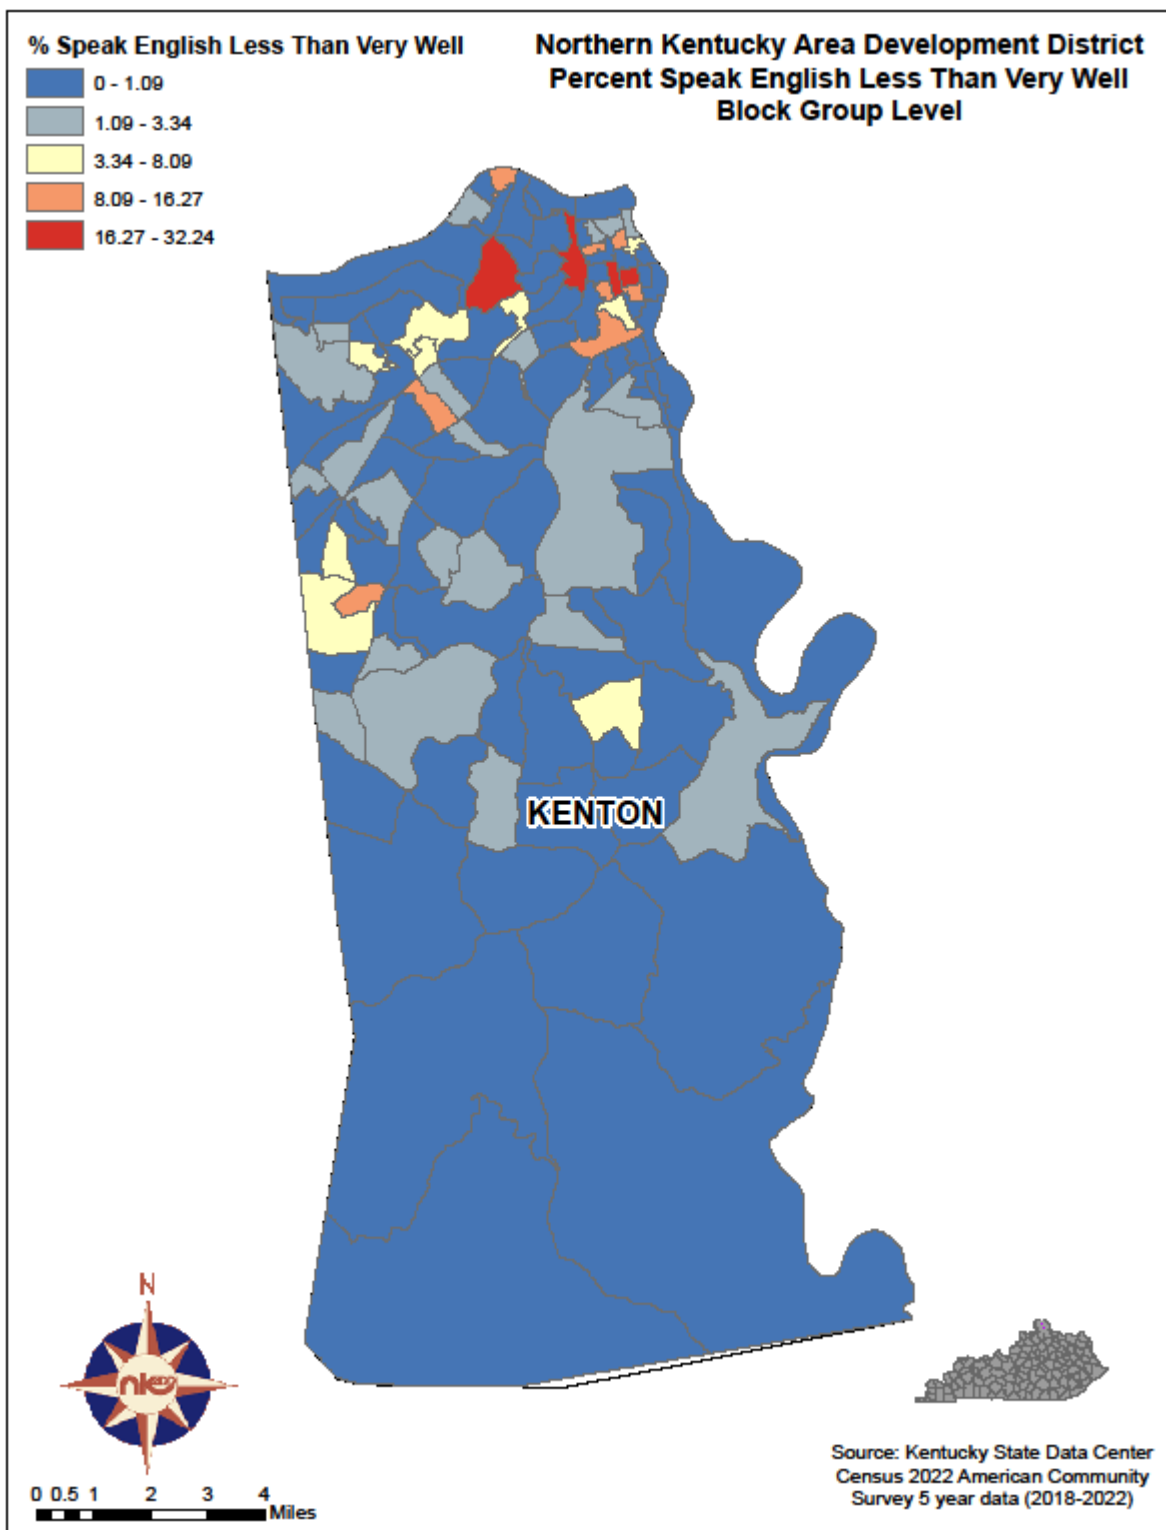 % Speak English Less Than Very Well
0 - 1.09
1.09 - 3.34
3.34 - 8.09
8.09 - 16.27
16.27 - 32.24
Northern Kentucky Area Development District
Percent Speak English Less Than Very Well
Block Group Level
KENTON
N
0 0.5 1 2 3 4
Miles
Source: Kentucky State Data Center
Census 2022 American Community
Survey 5 year data (2018-2022)